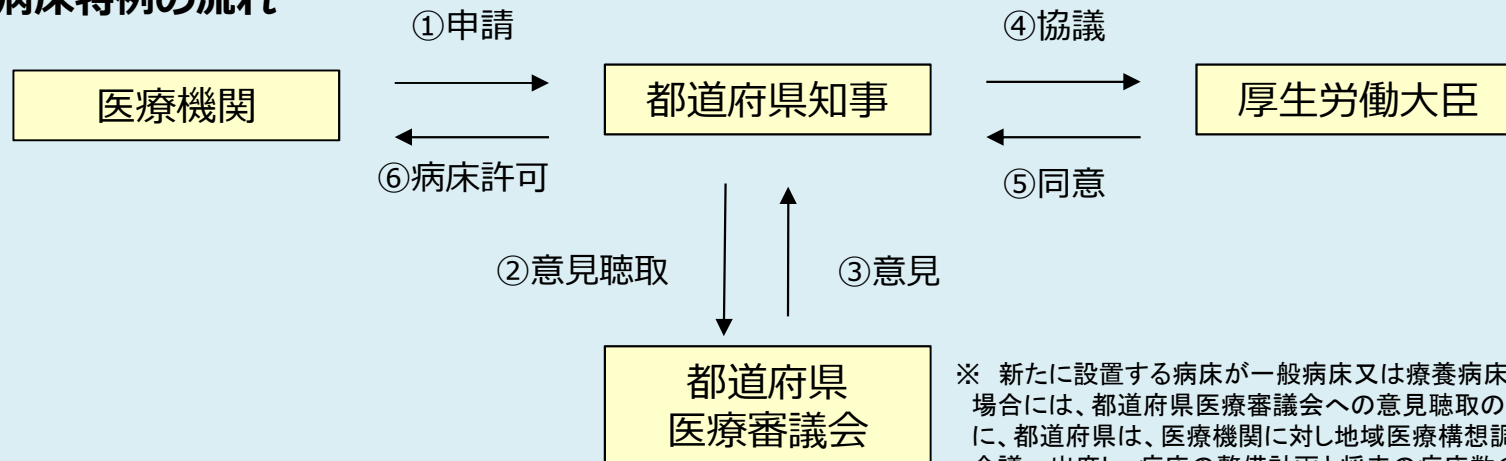 病床特例の流れ
①申請
④協議
医療機関
都道府県知事
厚生労働大臣
⑥病床許可
⑤同意
②意見聴取
③意見
都道府県
医療審議会
※ 新たに設置する病床が一般病床又は療養病床
場合には、都道府県医療審議会への意見聴取の
に、都道府県は、医療機関に対し地域医療構想調